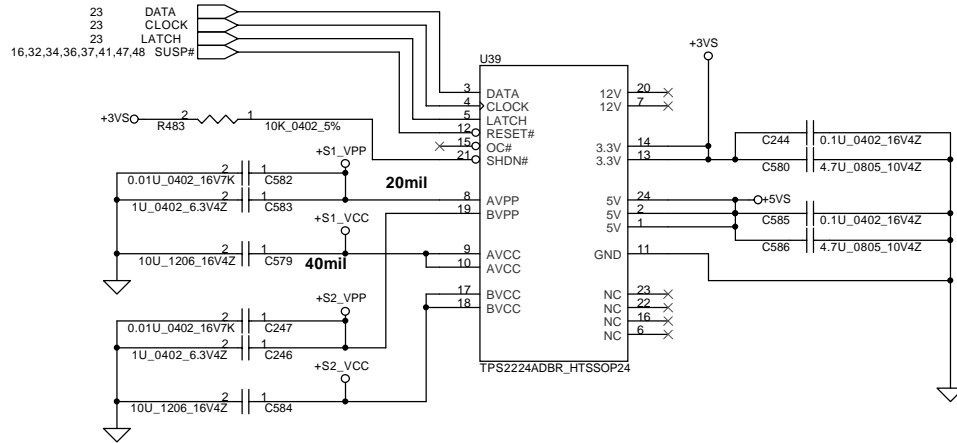 23 DATA
23 CLOCK
23 LATCH
16,32,34,36,37,41,47,48 SUSP#
+3VS
U39
3 DATA 12V 20
4 CLOCK 12V 7
5 LATCH
12 RESET# 3.3V 14
15 OC# 3.3V 13
21 SHDN#
+3VS 2 1
R483 10K_0402_5%
C244 0.1U_0402_16V4Z
C580 4.7U_0805_10V4Z
+S1_VPP
20mil
2 1
0.01U_0402_16V7K C582
2 1
1U_0402_6.3V4Z C583
8 AVPP 5V 24
19 BVPP 5V 2
5V 1
+5VS
C585 0.1U_0402_16V4Z
C586 4.7U_0805_10V4Z
+S1_VCC
2 1
10U_1206_16V4Z C579
40mil
9 AVCC GND 11
10 AVCC
17 BVCC NC 23
18 BVCC NC 22
NC 16
NC 6
+S2_VPP
2 1
0.01U_0402_16V7K C247
2 1
1U_0402_6.3V4Z C246
+S2_VCC
2 1
10U_1206_16V4Z C584
TPS2224ADBR_HTSSOP24